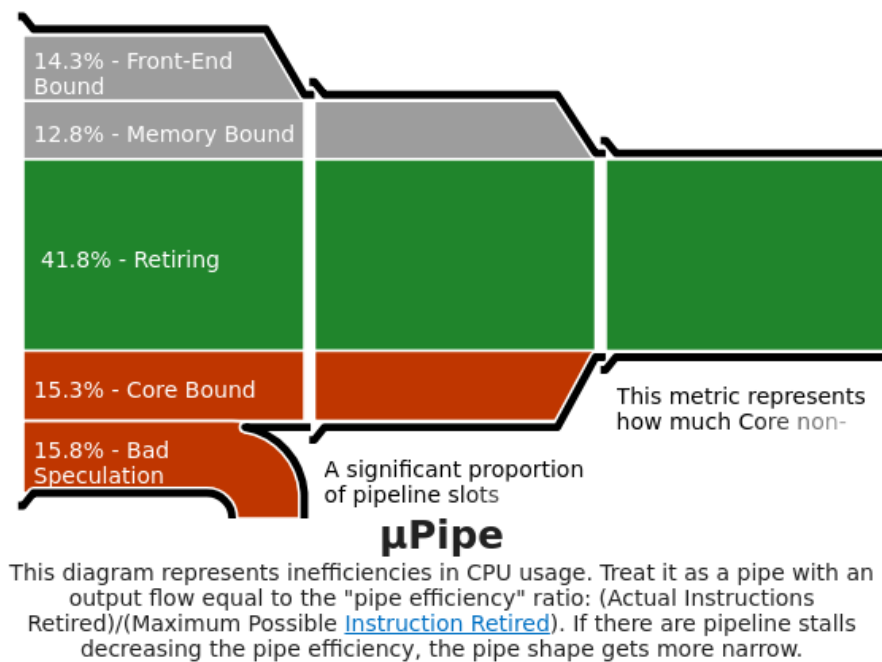 14.3% - Front-End
Bound
12.8% - Memory Bound
41.8% - Retiring
15.3% - Core Bound
15.8% - Bad
Speculation
This metric represents
how much Core non-
A significant proportion
of pipeline slots
µPipe
This diagram represents inefficiencies in CPU usage. Treat it as a pipe with an
output flow equal to the "pipe efficiency" ratio: (Actual Instructions
Retired)/(Maximum Possible Instruction Retired). If there are pipeline stalls
decreasing the pipe efficiency, the pipe shape gets more narrow.